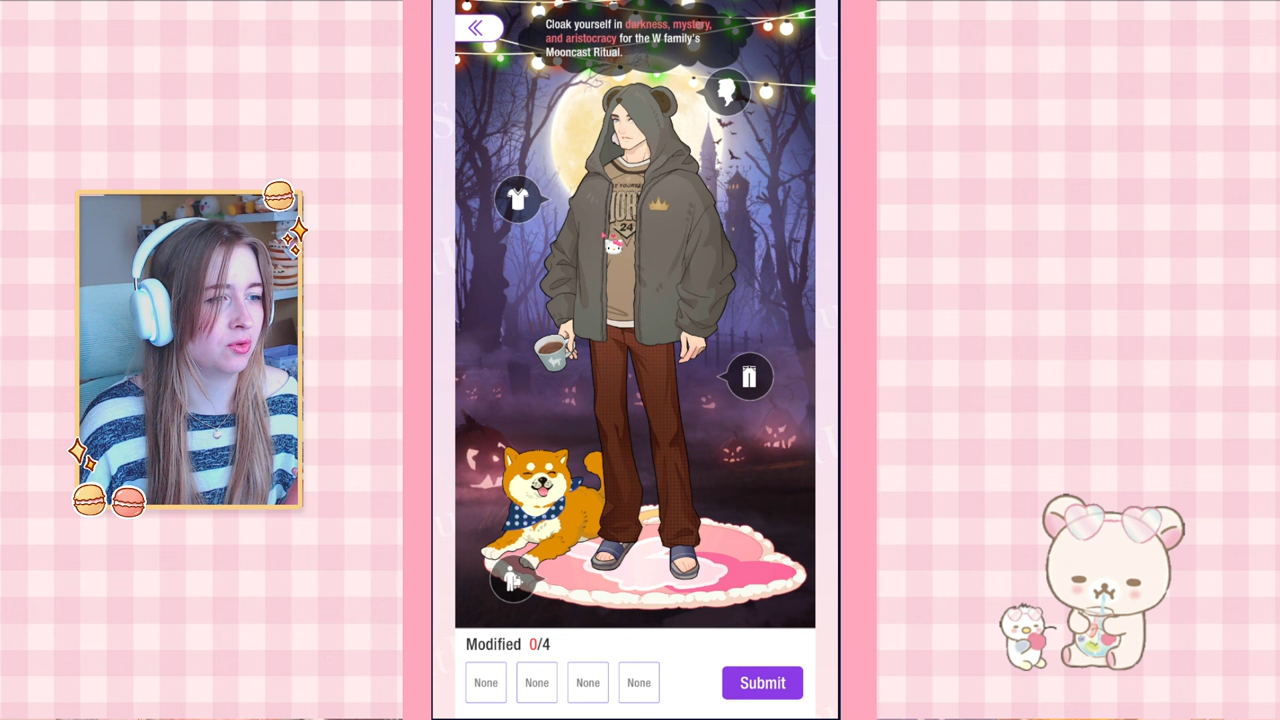 Cloak yourself in darkness, mystery,
and aristocracy for the W family's
Mooncast Ritual.
24
Modified 0/4
None None None None
Submit